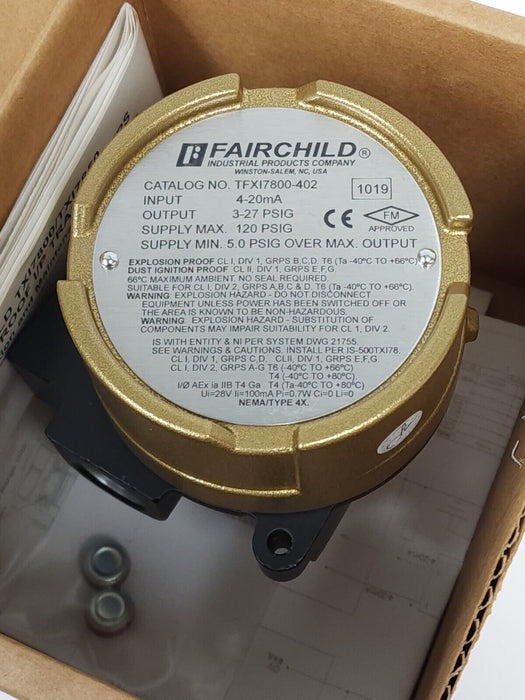 FAIRCHILD®
INDUSTRIAL PRODUCTS COMPANY
WINSTON-SALEM, NC, USA
CATALOG NO. TFXI7800-402
1019
INPUT 4-20mA
OUTPUT 3-27 PSIG
CE
FM
APPROVED
SUPPLY MAX. 120 PSIG
SUPPLY MIN. 5.0 PSIG OVER MAX. OUTPUT
EXPLOSION PROOF CL I, DIV 1, GRPS B,C,D. T6 (Ta -40°C TO +66°C)
DUST IGNITION PROOF CL II, DIV 1, GRPS E,F,G.
66°C MAXIMUM AMBIENT. NO SEAL REQUIRED.
SUITABLE FOR CL I, DIV 2, GRPS A,B,C & D. T6 (Ta -40°C TO +66°C).
WARNING: EXPLOSION HAZARD - DO NOT DISCONNECT
EQUIPMENT UNLESS POWER HAS BEEN SWITCHED OFF OR
THE AREA IS KNOWN TO BE NON-HAZARDOUS.
WARNING: EXPLOSION HAZARD - SUBSTITUTION OF
COMPONENTS MAY IMPAIR SUITABILITY FOR CL 1, DIV 2.
IS WITH ENTITY & NI PER SYSTEM DWG 21755.
SEE WARNINGS & CAUTIONS. INSTALL PER IS-500TXI78.
CL I, DIV 1, GRPS C,D. CLII, DIV 1, GRPS E,F,G.
CL I, DIV 2, GRPS A-G T6 (-40°C TO +66°C)
T4 (-40°C TO +80°C)
I/Ø AEx ia IIB T4 Ga T4 (Ta -40°C TO +80°C)
Ui=28V Ii=100mA Pi=0.7W Ci=0 Li=0
NEMA/TYPE 4X.